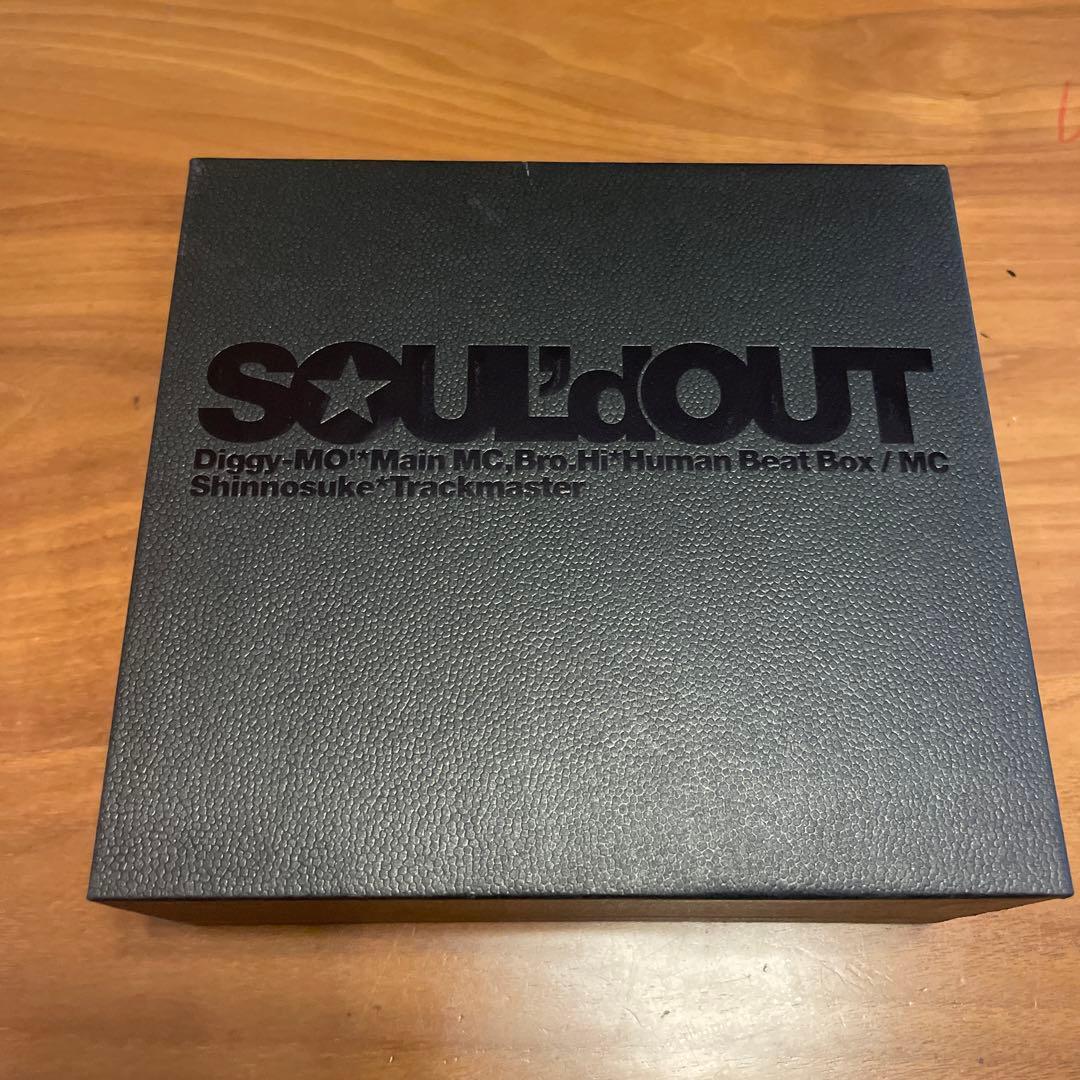 SOUL'dOUT
Diggy-MO'*Main MC,Bro.Hi*Human Beat Box / MC
Shinnosuke*Trackmaster